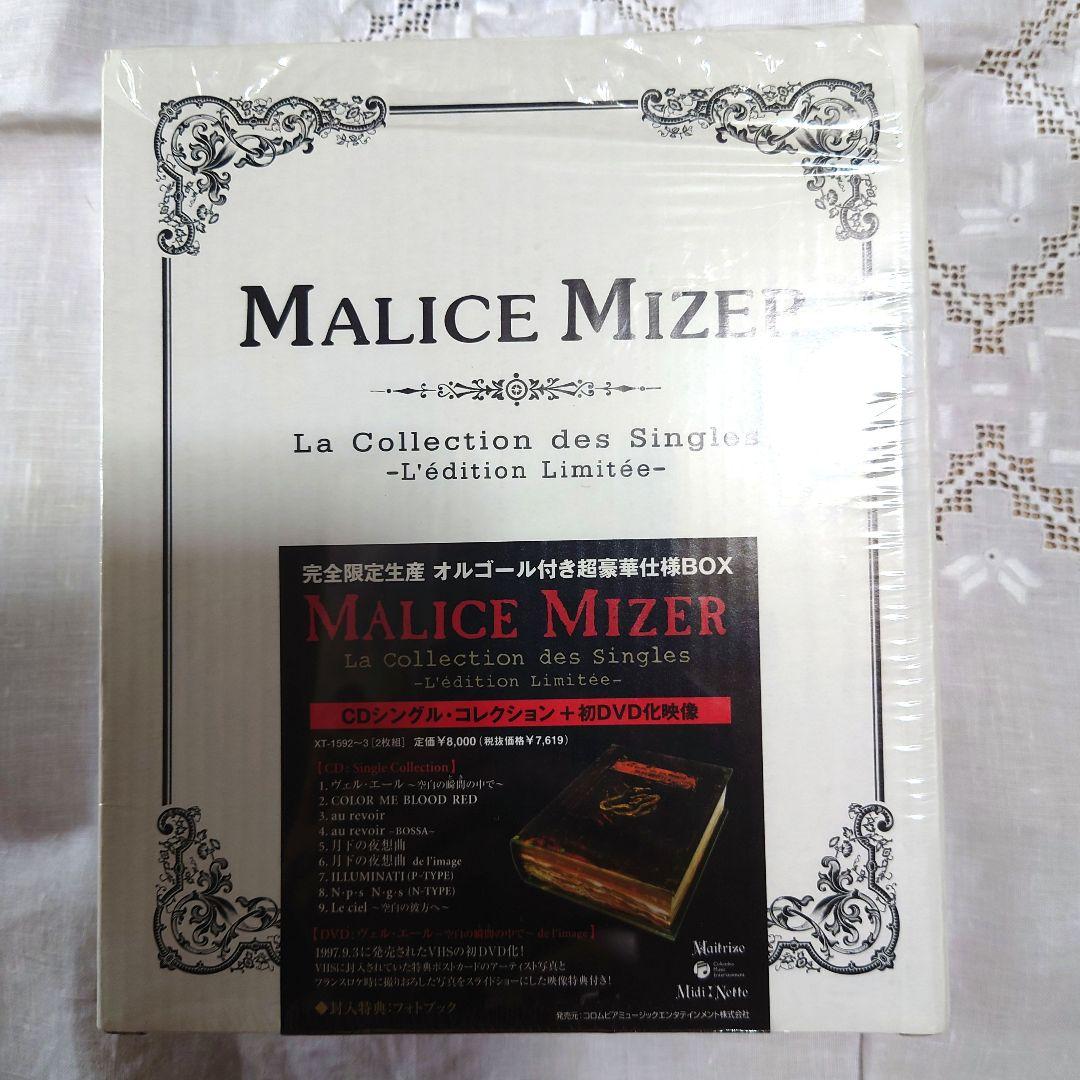 MALICE MIZER
La Collection des Singles
-L'édition Limitée-
完全限定生産 オルゴール付き超豪華仕様BOX
MALICE MIZER
La Collection des Singles
-L'édition Limitée-
CDシングル・コレクション＋初DVD化映像
XT-1592〜3 [2枚組] 定価￥8,000 (税抜価格￥7,619)
【CD : Single Collection】
1. ヴェル・エール 〜空白の瞬間の中で〜
2. COLOR ME BLOOD RED
3. au revoir
4. au revoir –BOSSA–
5. 月下の夜想曲
6. 月下の夜想曲 de l'image
7. ILLUMINATI (P-TYPE)
8. N・p・s N・g・s (N-TYPE)
9. Le ciel 〜空白の彼方へ〜
【DVD : ヴェル・エール〜空白の瞬間の中で〜 de l'image】
1997.9.3に発売されたVHSの初DVD化！
VHSに封入されていた特典ポストカードのアーティスト写真と
フランスロケ時に撮りおろした写真をスライドショーにした映像特典付き！
◆封入特典：フォトブック
Maitrize
Columbia
Music
Entertainment
Midi:Nette
発売元：コロムビアミュージックエンタテインメント株式会社